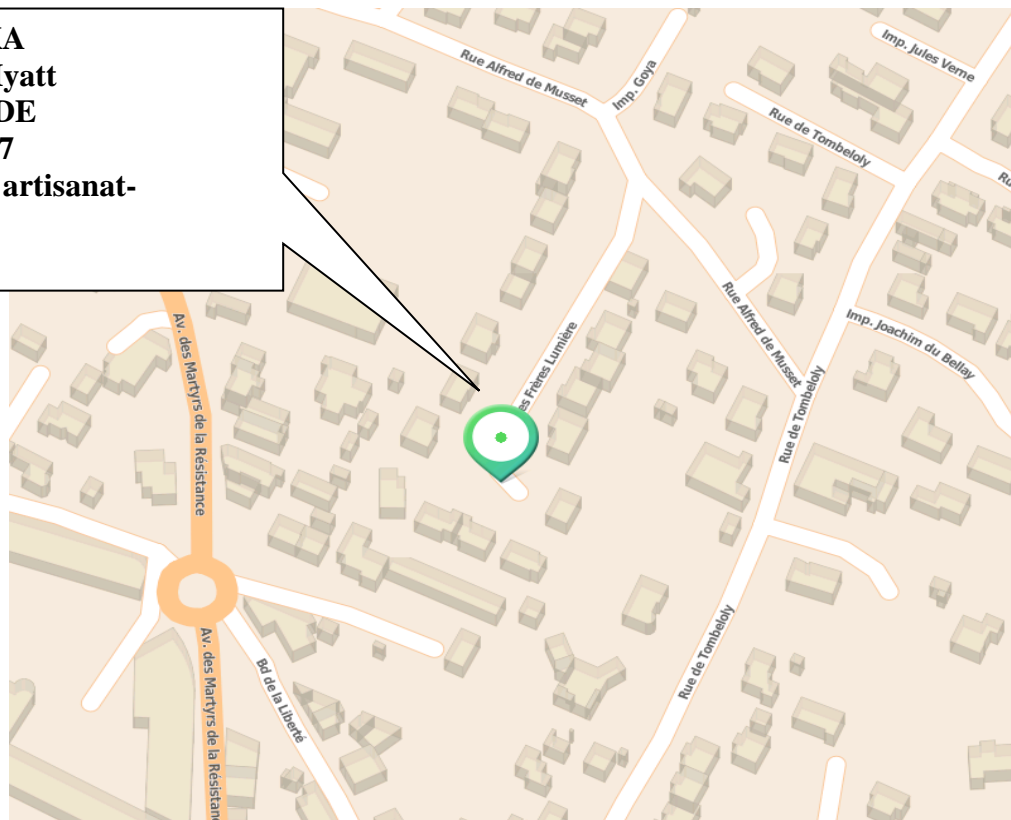 KA
Hyatt
DE
7
artisanat-
Rue Alfred de Musset
Imp. Goya
Imp. Jules Verne
Rue de Tombeloly
Ru
Av. des Martyrs de la Résistance
es Frères Lumière
Rue Alfred de Musset
Imp. Joachim du Bellay
Rue de Tombeloly
Rue de Tombeloly
Bd de la Liberté
Av. des Martyrs de la Résistan